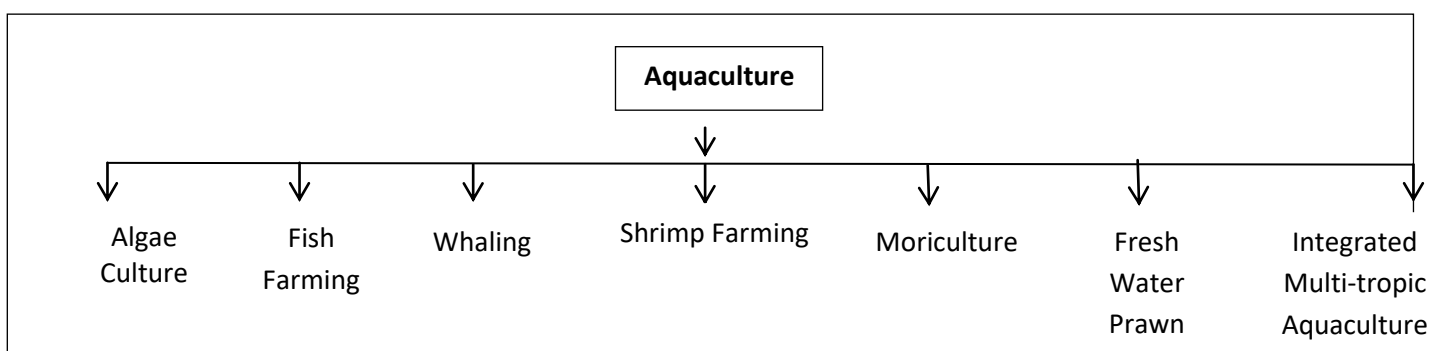 Aquaculture
Algae
Culture
Fish
Farming
Whaling
Shrimp Farming
Moriculture
Fresh
Water
Prawn
Integrated
Multi-tropic
Aquaculture